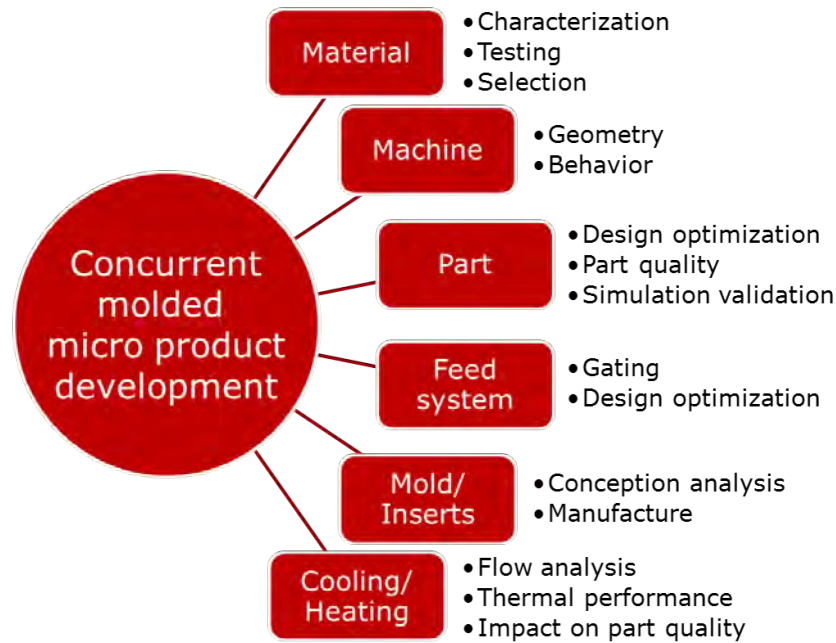 Concurrent
molded
micro product
development
Material
•Characterization
•Testing
•Selection
Machine
•Geometry
•Behavior
Part
•Design optimization
•Part quality
•Simulation validation
Feed
system
•Gating
•Design optimization
Mold/
Inserts
•Conception analysis
•Manufacture
Cooling/
Heating
•Flow analysis
•Thermal performance
•Impact on part quality